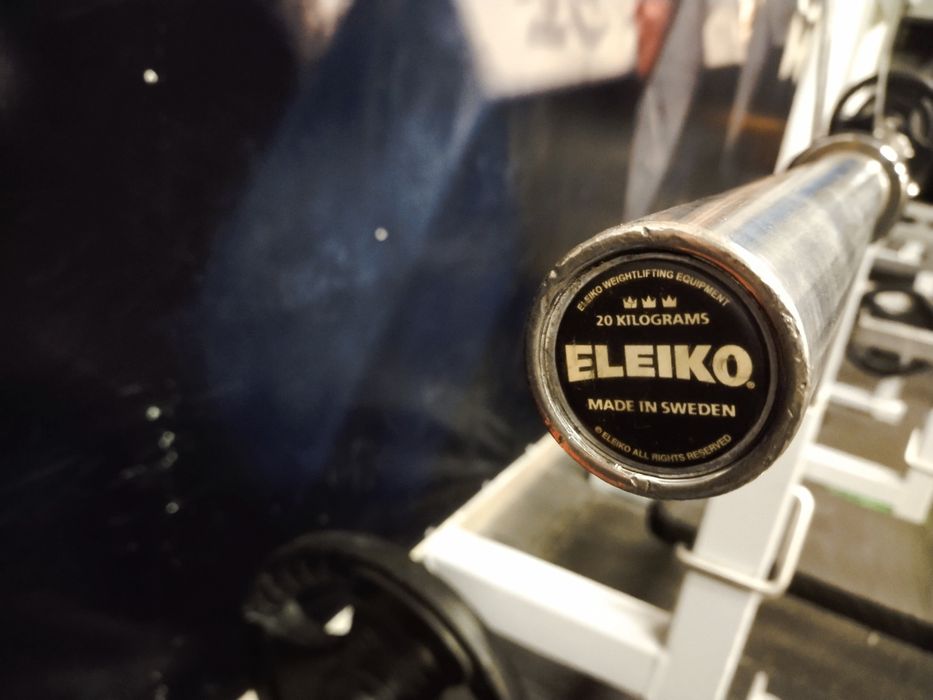 ELEIKO WEIGHTLIFTING EQUIPMENT
20 KILOGRAMS
ELEIKO®
MADE IN SWEDEN
© ELEIKO ALL RIGHTS RESERVED